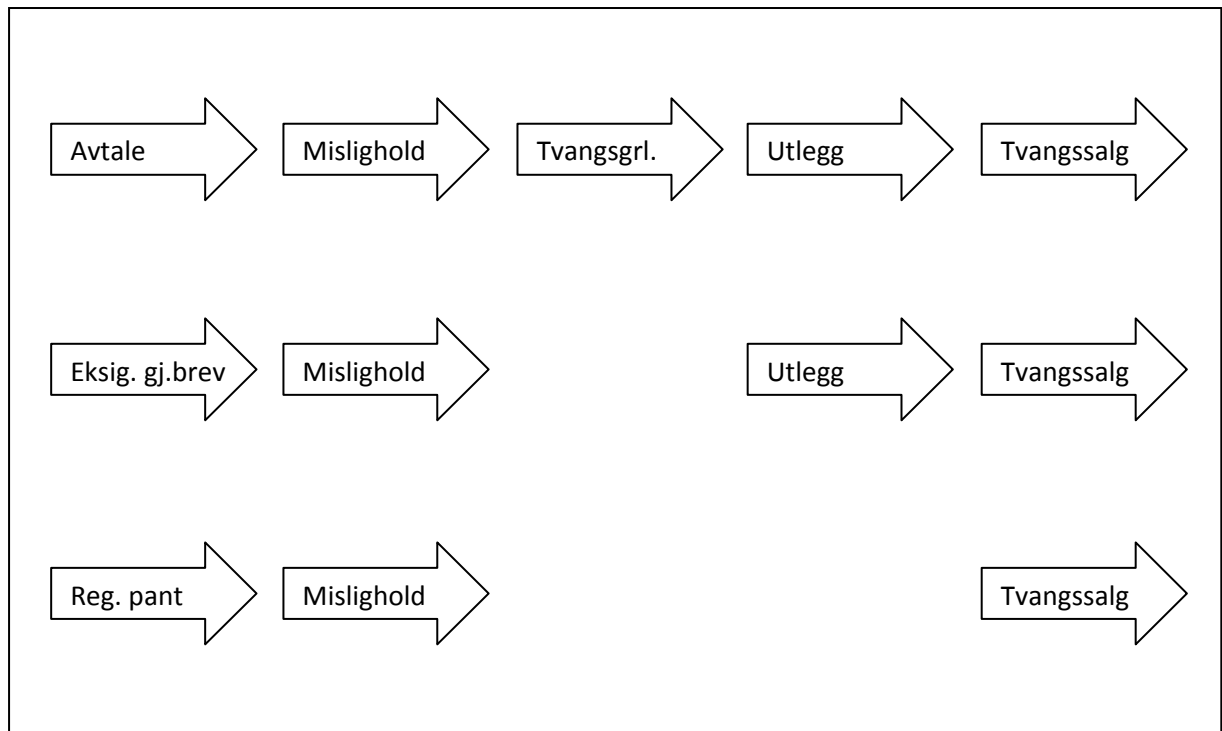 Avtale Mislighold Tvangsgrl. Utlegg Tvangssalg
Eksig. gj.brev Mislighold Utlegg Tvangssalg
Reg. pant Mislighold Tvangssalg